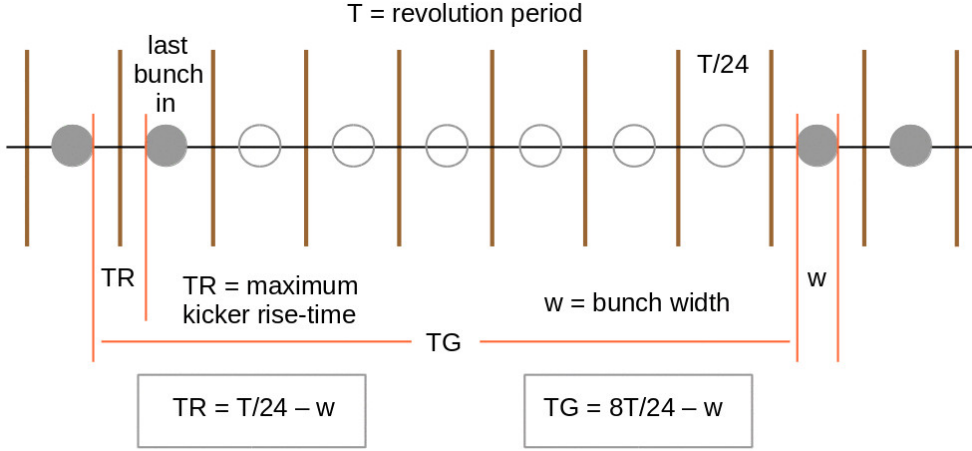 T = revolution period
last
bunch
in
T/24
TR
TR = maximum
kicker rise-time
w = bunch width
w
TG
TR = T/24 – w
TG = 8T/24 – w